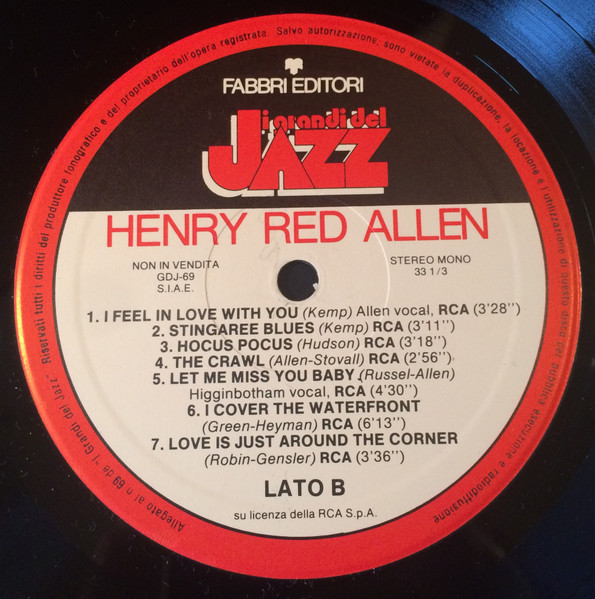 Allegato al n. 69 de "I Grandi del Jazz". Riservati tutti i diritti del produttore fonografico e del proprietario dell'opera registrata. Salvo autorizzazione, sono vietate la duplicazione, la locazione e l'utilizzazione di questo disco per pubblica esecuzione e radiodiffusione
FABBRI EDITORI
i grandi del
JAZZ
HENRY RED ALLEN
NON IN VENDITA
GDJ-69
S.I.A.E.
STEREO MONO
33 1/3
1. I FEEL IN LOVE WITH YOU (Kemp) Allen vocal, RCA (3'28'')
2. STINGAREE BLUES (Kemp) RCA (3'11'')
3. HOCUS POCUS (Hudson) RCA (3'18'')
4. THE CRAWL (Allen-Stovall) RCA (2'56'')
5. LET ME MISS YOU BABY (Russel-Allen)
Higginbotham vocal, RCA (4'30'')
6. I COVER THE WATERFRONT
(Green-Heyman) RCA (6'13'')
7. LOVE IS JUST AROUND THE CORNER
(Robin-Gensler) RCA (3'36'')
LATO B
su licenza della RCA S.p.A.